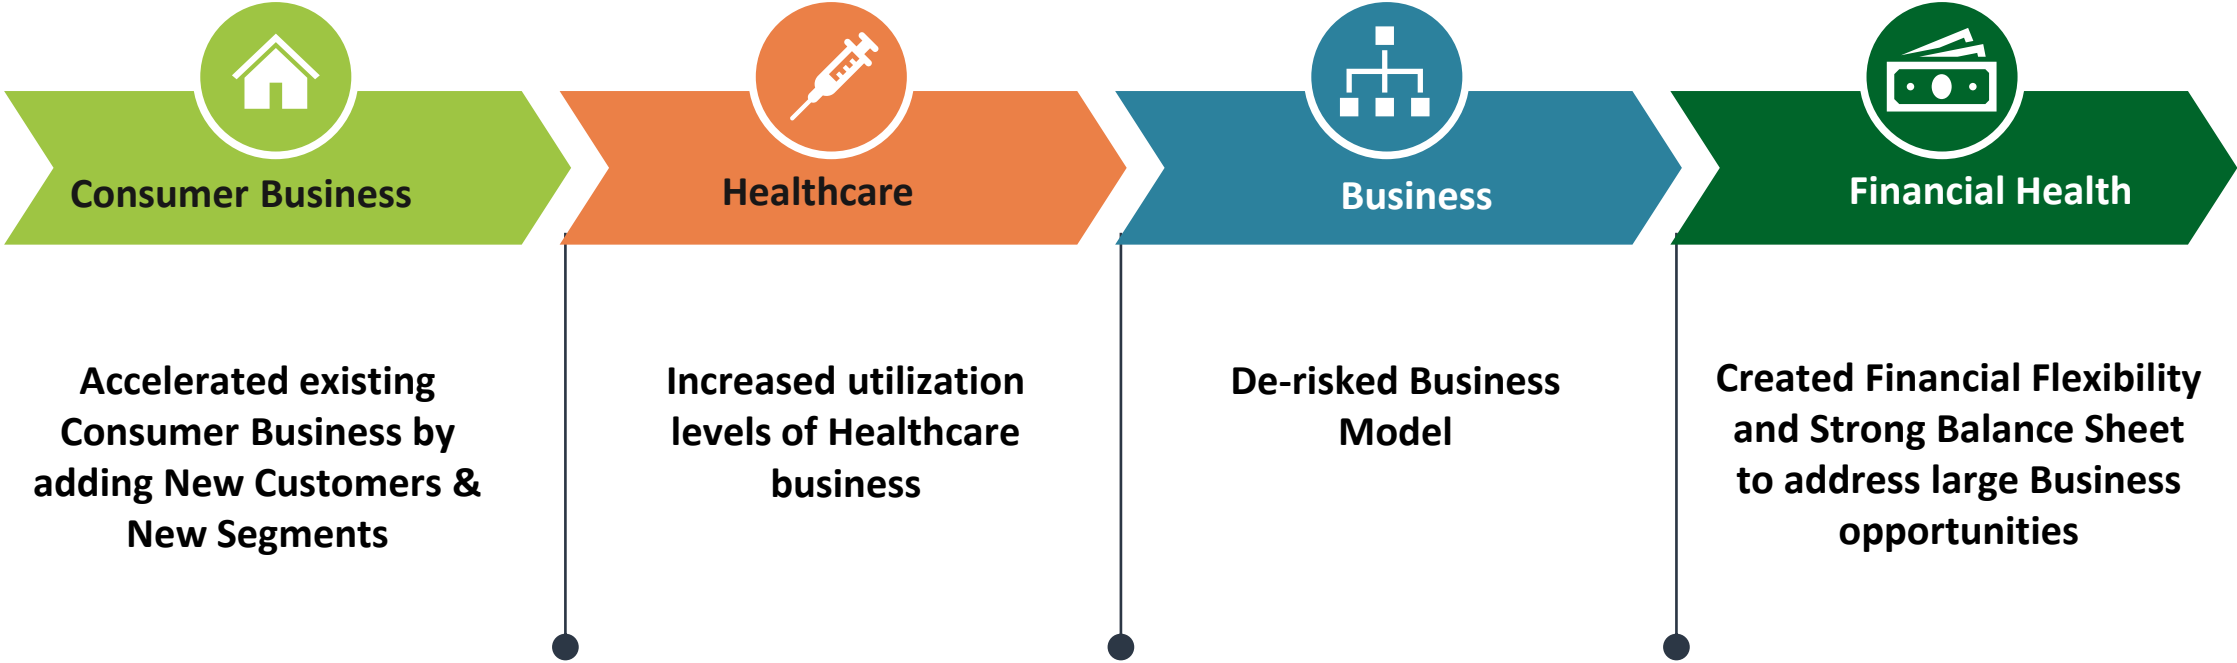 Consumer Business
Healthcare
Business
Financial Health
Accelerated existing
Consumer Business by
adding New Customers &
New Segments
Increased utilization
levels of Healthcare
business
De-risked Business
Model
Created Financial Flexibility
and Strong Balance Sheet
to address large Business
opportunities